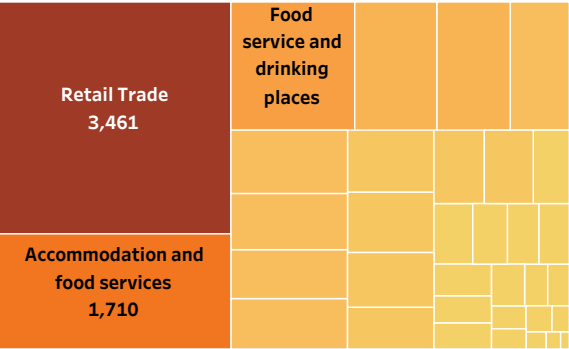 Retail Trade
3,461
Food
service and
drinking
places
Accommodation and
food services
1,710